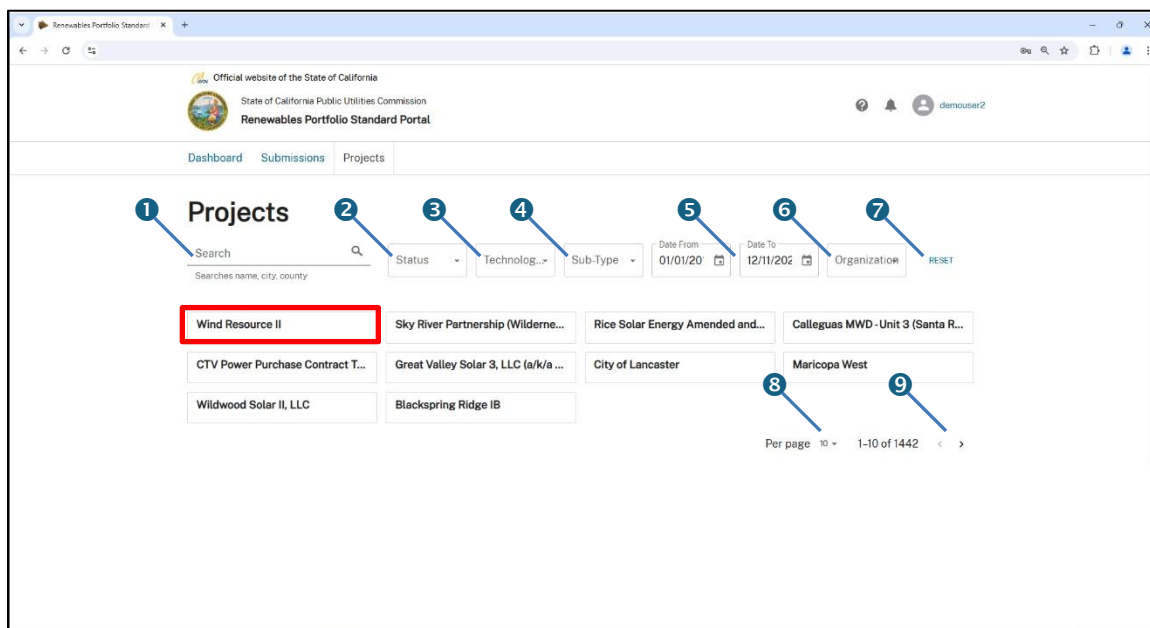 Renewables Portfolio Standard
Official website of the State of California
State of California Public Utilities Commission
Renewables Portfolio Standard Portal
demouser2
Dashboard Submissions Projects
Projects
1 2 3 4 5 6 7
Search Status Technolog... Sub-Type Date From 01/01/20 Date To 12/11/202 Organization RESET
Searches name, city, county
Wind Resource II Sky River Partnership (Wilderne... Rice Solar Energy Amended and... Calleguas MWD - Unit 3 (Santa R...
CTV Power Purchase Contract T... Great Valley Solar 3, LLC (a/k/a ... City of Lancaster Maricopa West
8 9
Wildwood Solar II, LLC Blackspring Ridge IB
Per page 10 1-10 of 1442